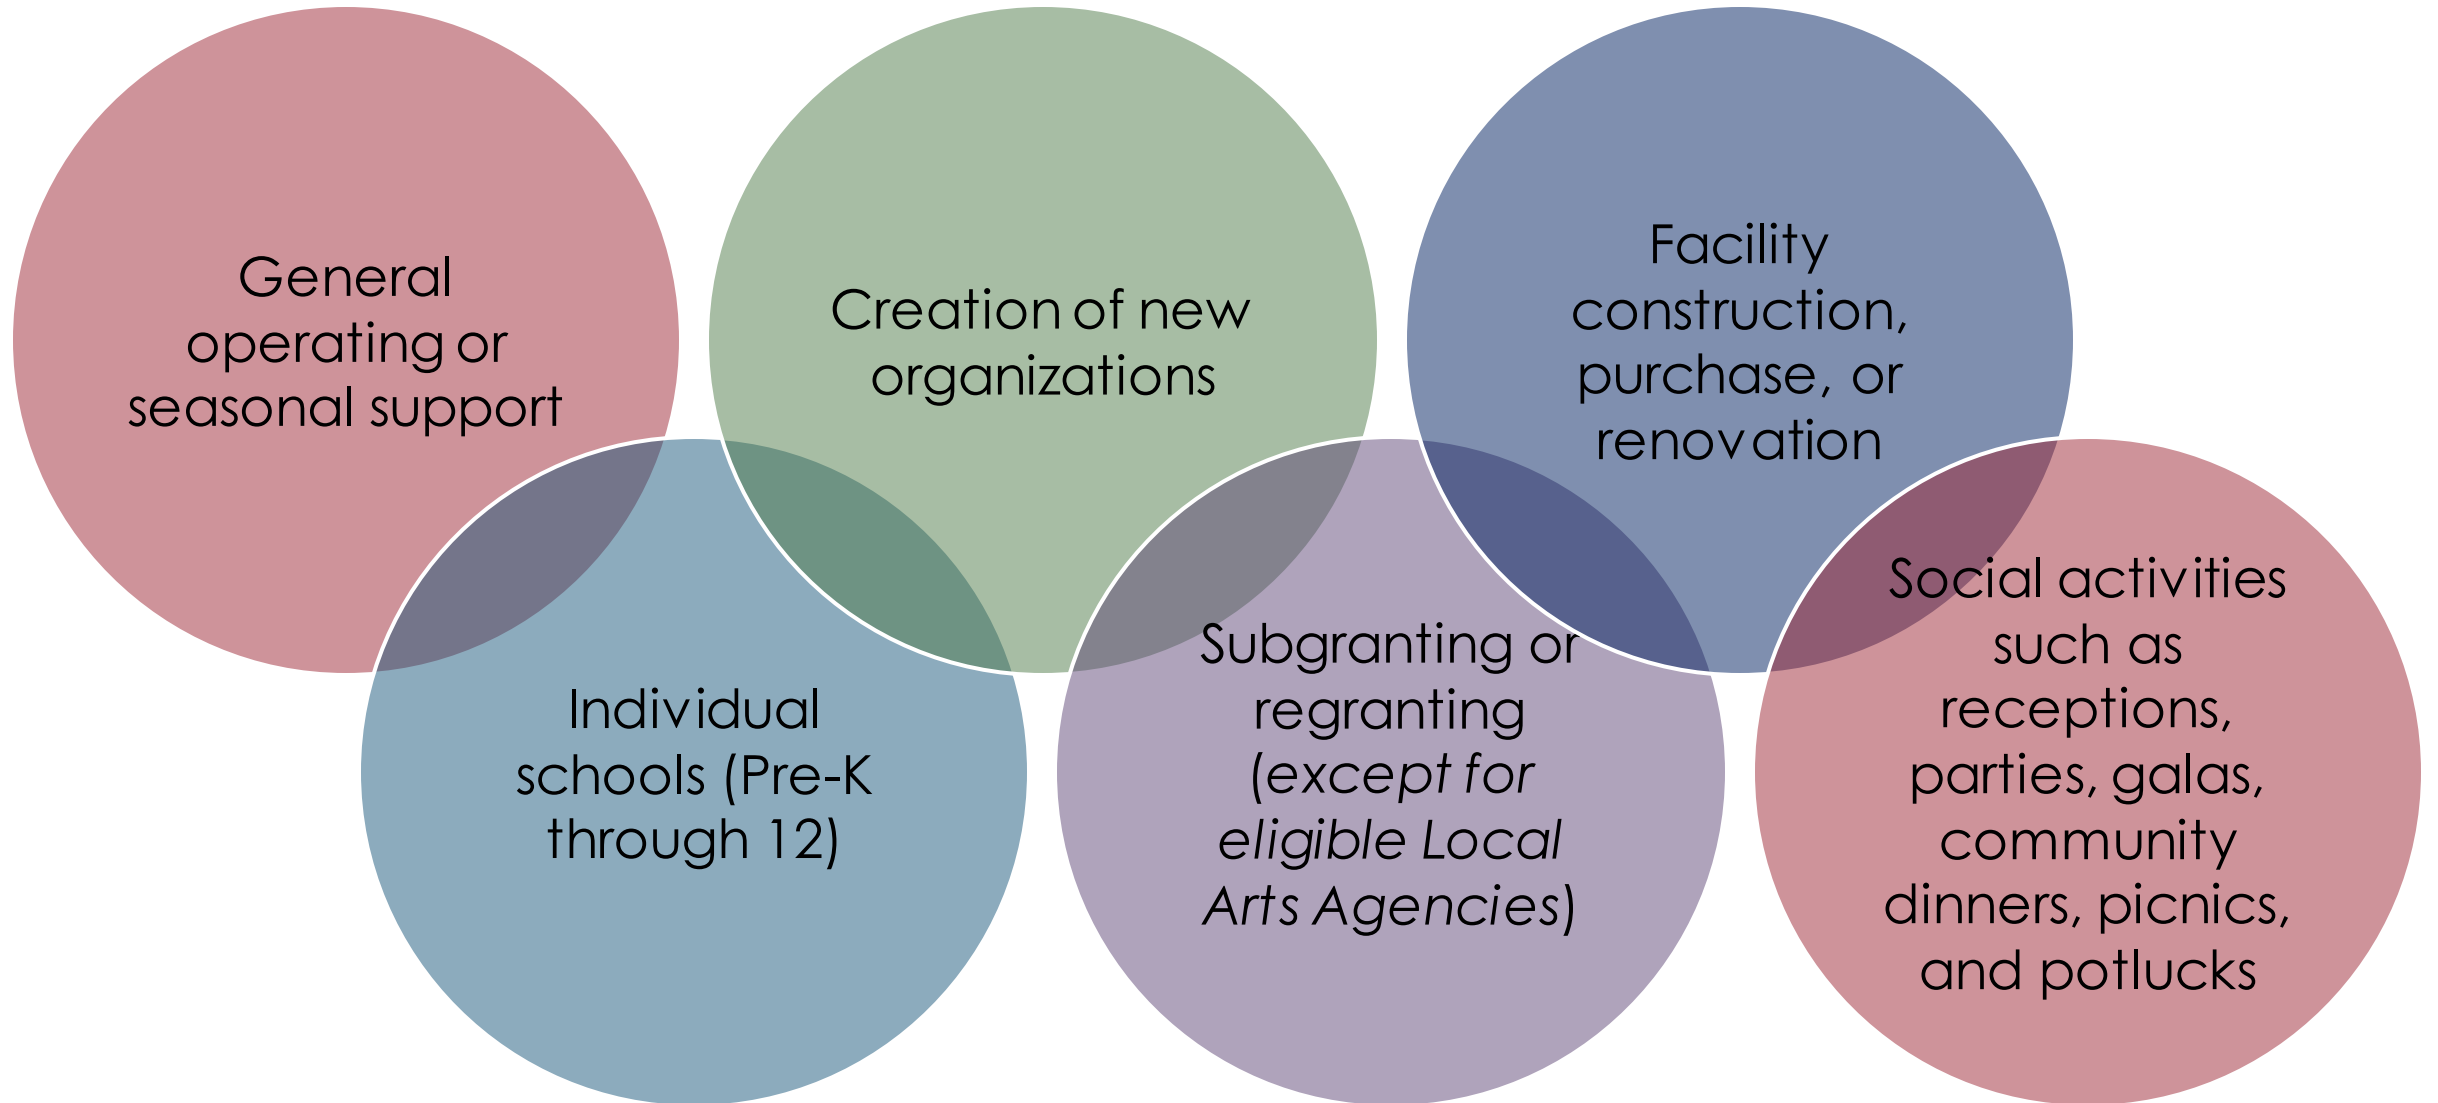 General
operating or
seasonal support
Individual
schools (Pre-K
through 12)
Creation of new
organizations
Subgranting or
regranting
(except for
eligible Local
Arts Agencies)
Facility
construction,
purchase, or
renovation
Social activities
such as
receptions,
parties, galas,
community
dinners, picnics,
and potlucks